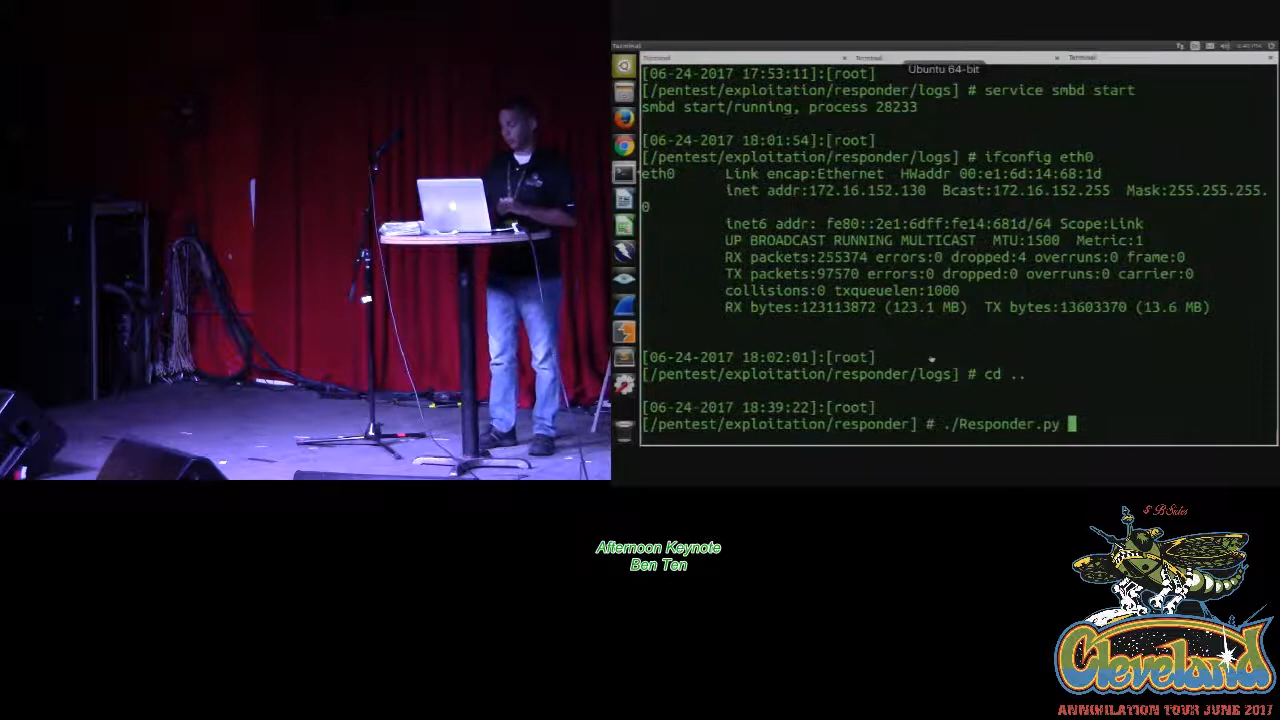 Terminal
Terminal
Terminal
Terminal
Ubuntu 64-bit
[06-24-2017 17:53:11]:[root]
[/pentest/exploitation/responder/logs] # service smbd start
smbd start/running, process 28233
[06-24-2017 18:01:54]:[root]
[/pentest/exploitation/responder/logs] # ifconfig eth0
eth0 Link encap:Ethernet HWaddr 00:e1:6d:14:68:1d
inet addr:172.16.152.130 Bcast:172.16.152.255 Mask:255.255.255.
0
inet6 addr: fe80::2e1:6dff:fe14:681d/64 Scope:Link
UP BROADCAST RUNNING MULTICAST MTU:1500 Metric:1
RX packets:255374 errors:0 dropped:4 overruns:0 frame:0
TX packets:97570 errors:0 dropped:0 overruns:0 carrier:0
collisions:0 txqueuelen:1000
RX bytes:123113872 (123.1 MB) TX bytes:13603370 (13.6 MB)
[06-24-2017 18:02:01]:[root]
[/pentest/exploitation/responder/logs] # cd ..
[06-24-2017 18:39:22]:[root]
[/pentest/exploitation/responder] # ./Responder.py
Afternoon Keynote
Ben Ten
BSides
Cleveland
ANNIHILATION TOUR JUNE 2017